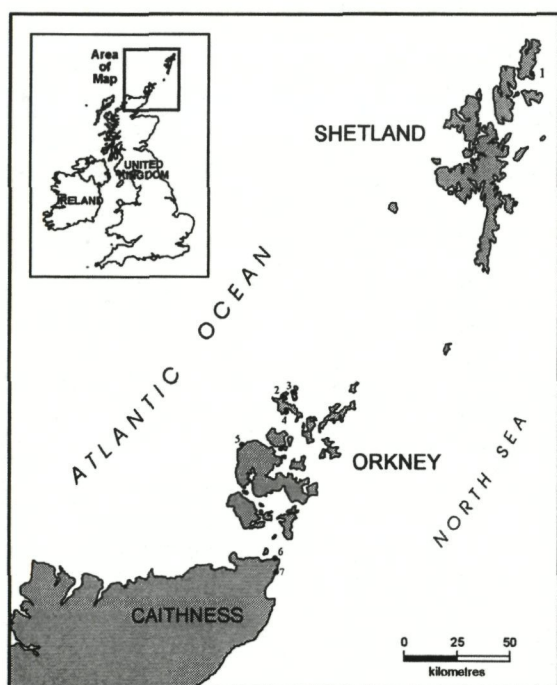 Area
of
Map
UNITED
KINGDOM
IRELAND
SHETLAND
1
ATLANTIC OCEAN
2 3
4
5
ORKNEY
NORTH SEA
6
7
CAITHNESS
0 25 50
kilometres